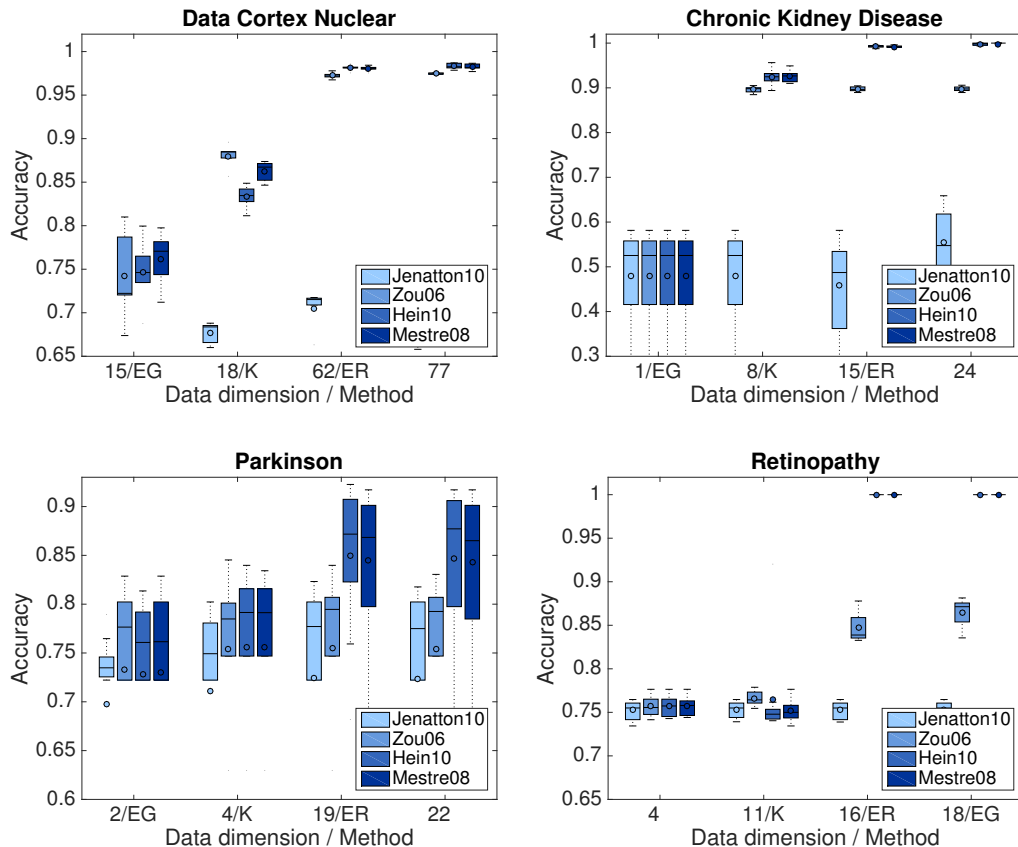 Data Cortex Nuclear
Accuracy
1
0.95
0.9
0.85
0.8
0.75
0.7
0.65
Jenatton10
Zou06
Hein10
Mestre08
15/EG 18/K 62/ER 77
Data dimension / Method
Chronic Kidney Disease
Accuracy
1
0.9
0.8
0.7
0.6
0.5
0.4
0.3
Jenatton10
Zou06
Hein10
Mestre08
1/EG 8/K 15/ER 24
Data dimension / Method
Parkinson
Accuracy
0.9
0.85
0.8
0.75
0.7
0.65
0.6
Jenatton10
Zou06
Hein10
Mestre08
2/EG 4/K 19/ER 22
Data dimension / Method
Retinopathy
Accuracy
1
0.95
0.9
0.85
0.8
0.75
0.7
0.65
Jenatton10
Zou06
Hein10
Mestre08
4 11/K 16/ER 18/EG
Data dimension / Method